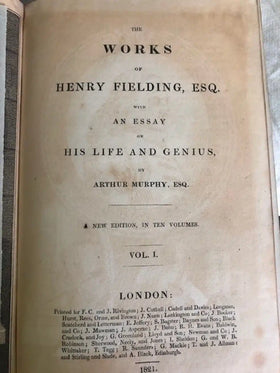 THE
WORKS
OF
HENRY FIELDING, ESQ.
WITH
AN ESSAY
ON
HIS LIFE AND GENIUS,
BY
ARTHUR MURPHY, ESQ.
A NEW EDITION, IN TEN VOLUMES.
VOL. I.
LONDON:
Printed for F. C. and J. Rivington; J. Cuthell; Cadell and Davies; Longman,
Hurst, Rees, Orme, and Brown; J. Nunn; Lackington and Co; J. Booker;
Scatcherd and Letterman; E. Jeffery; S. Bagster; Baynes and Son; Black
and Co; J. Mawman; J. Asperne; J. Bain; R. H. Evans; Baldwin,
Cradock, and Joy; G. Greenland; Lloyd and Son; Newman and Co;
Robinson; Sherwood, Neely, and Jones; J. Sheldon; G. and W. B.
Whittaker; T. Tegg; R. Saunders; G. Mackie; T. and J. Allman;
and Stirling and Slade, and A. Black, Edinburgh.
1821.